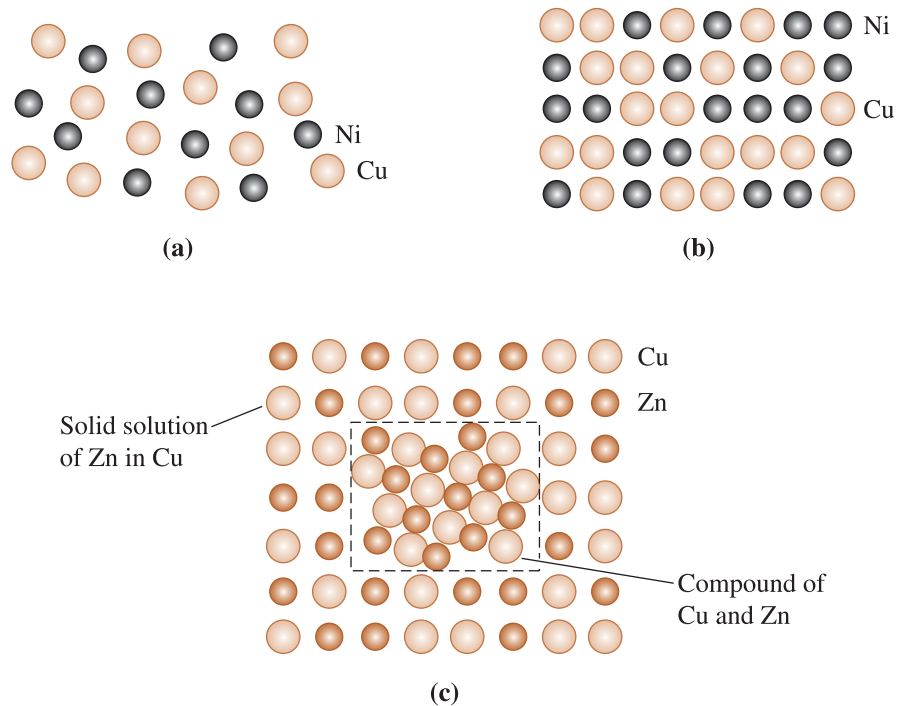 Ni
Cu
Ni
Cu
(a)
(b)
Cu
Zn
Solid solution
of Zn in Cu
Compound of
Cu and Zn
(c)